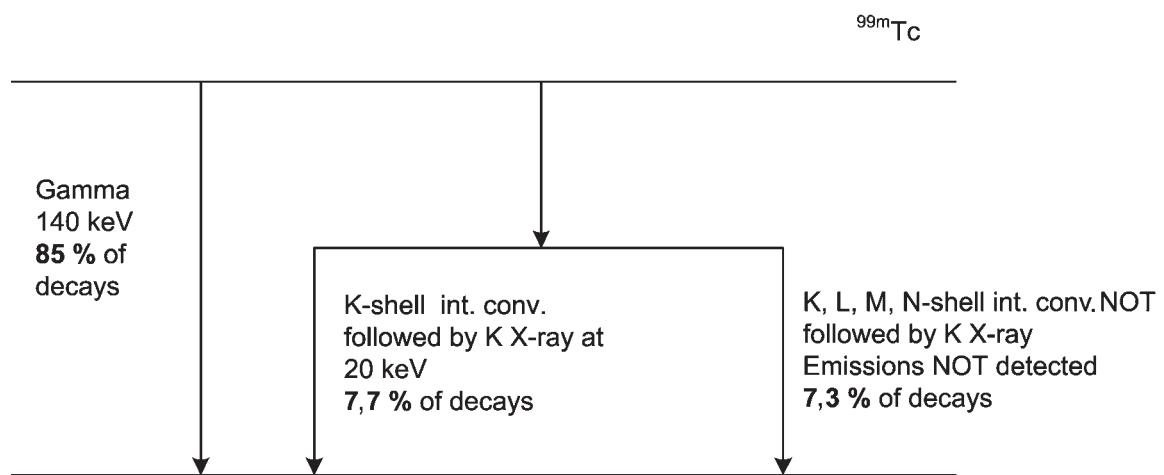 99mTc
Gamma
140 keV
85 % of
decays
K-shell int. conv.
followed by K X-ray at
20 keV
7,7 % of decays
K, L, M, N-shell int. conv. NOT
followed by K X-ray
Emissions NOT detected
7,3 % of decays